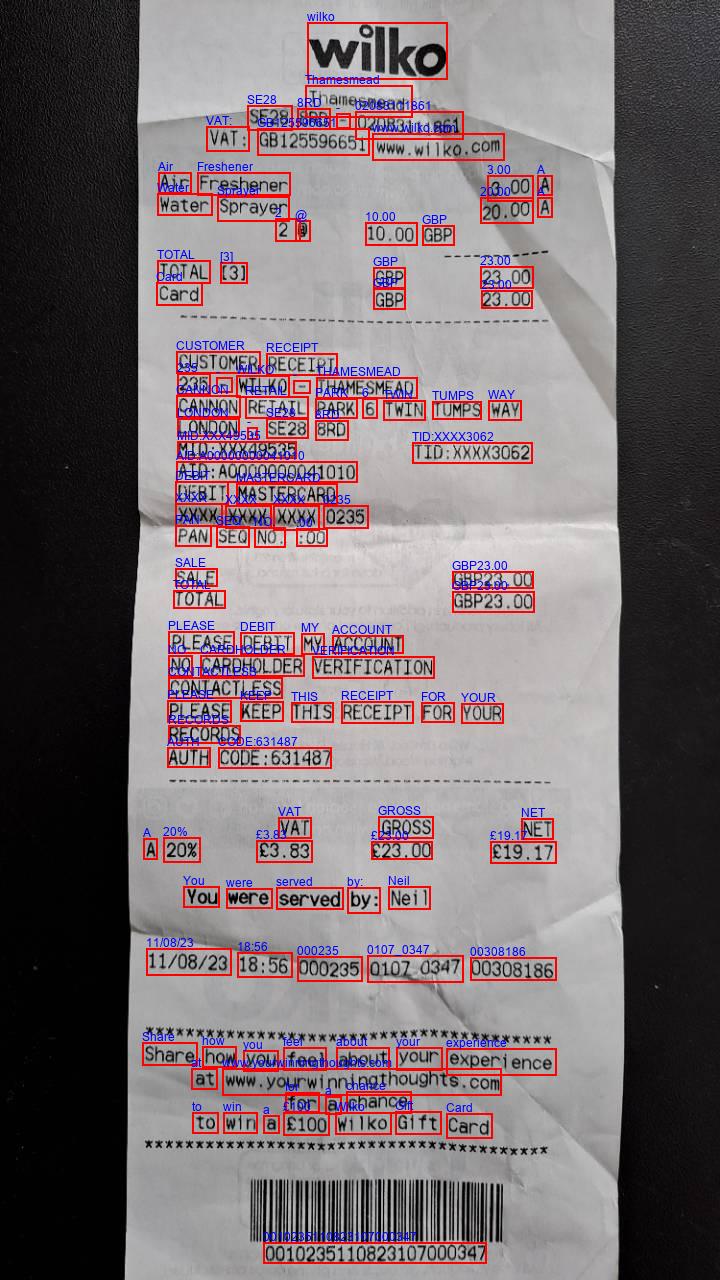 wilko
Thamesmead
SE28 8RD -
VAT: GB125596651 www.wilko.com
Air Freshener 3.00 A
Water Sprayer 20.00 A
2 @ 10.00 GBP
TOTAL [3] GBP 23.00
Card GBP 23.00
CUSTOMER RECEIPT
235 - WILKO - THAMESMEAD
CANNON RETAIL PARK 6 TWIN TUMPS WAY
LONDON - SE28 8RD
MID:XXX49535 TID:XXXX3062
AID:A0000000041010
DEBIT MASTERCARD
XXXX XXXX XXXX 0235
PAN SEQ NO. :00
SALE GBP23.00
TOTAL GBP23.00
PLEASE DEBIT MY ACCOUNT
NO CARDHOLDER VERIFICATION
CONTACTLESS
PLEASE KEEP THIS RECEIPT FOR YOUR
RECORDS
AUTH CODE:631487
VAT GROSS NET
A 20% £3.83 £23.00 £19.17
You were served by: Neil
11/08/23 18:56 000235 0107 0347 00308186
****************************************
Share how you feel about your experience
at www.yourwinningthoughts.com
for a chance
to win a £100 Wilko Gift Card
****************************************
0010235110823107000347